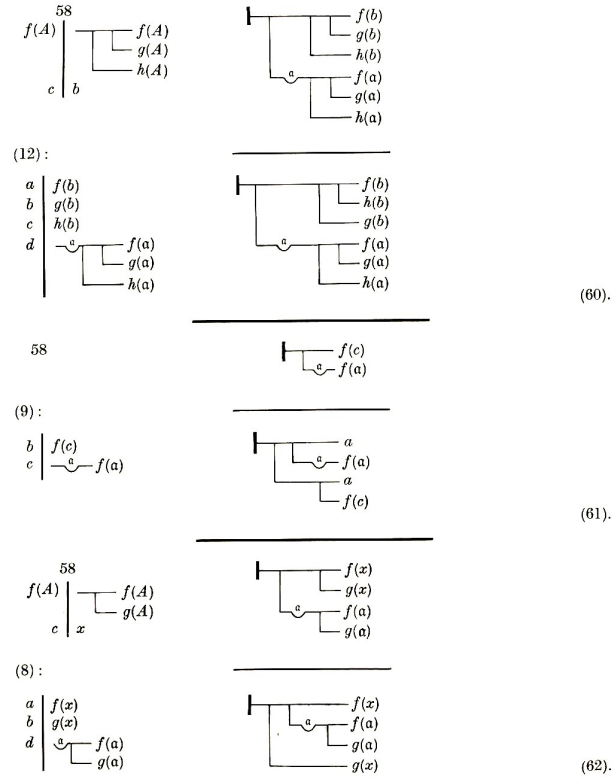 58
f(A) f(A)
g(A)
h(A)
c b
f(b)
g(b)
h(b)
a f(a)
g(a)
h(a)
(12):
a f(b)
b g(b)
c h(b)
d a f(a)
g(a)
h(a)
f(b)
h(b)
g(b)
a f(a)
g(a)
h(a)
(60).
58
f(c)
a f(a)
(9):
b f(c)
c a f(a)
a
a f(a)
a
f(c)
(61).
58
f(A) f(A)
g(A)
c x
f(x)
g(x)
a f(a)
g(a)
(8):
a f(x)
b g(x)
d a f(a)
g(a)
f(x)
a f(a)
g(a)
g(x)
(62).